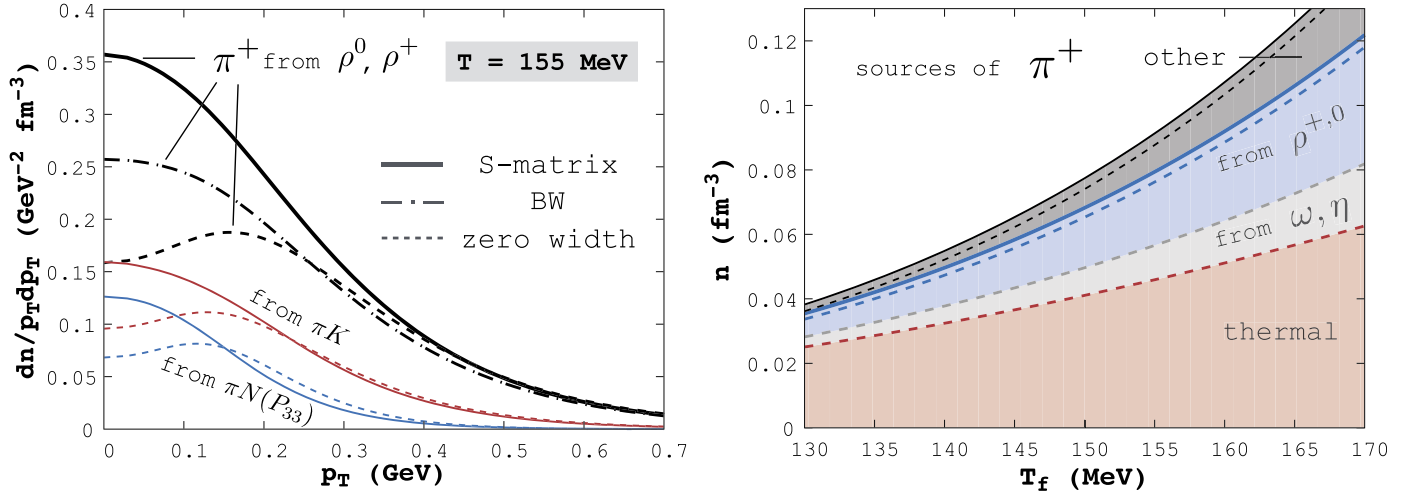 0.4
0.35
0.3
0.25
0.2
0.15
0.1
0.05
0
dn/p_T dp_T (GeV⁻² fm⁻³)
π⁺ from ρ⁰, ρ⁺
T = 155 MeV
S-matrix
BW
zero width
from πK
from πN(P₃₃)
0 0.1 0.2 0.3 0.4 0.5 0.6 0.7
p_T (GeV)
0.12
0.1
0.08
0.06
0.04
0.02
0
n (fm⁻³)
sources of π⁺
other
from ρ⁺,⁰
from ω, η
thermal
130 135 140 145 150 155 160 165 170
T_f (MeV)